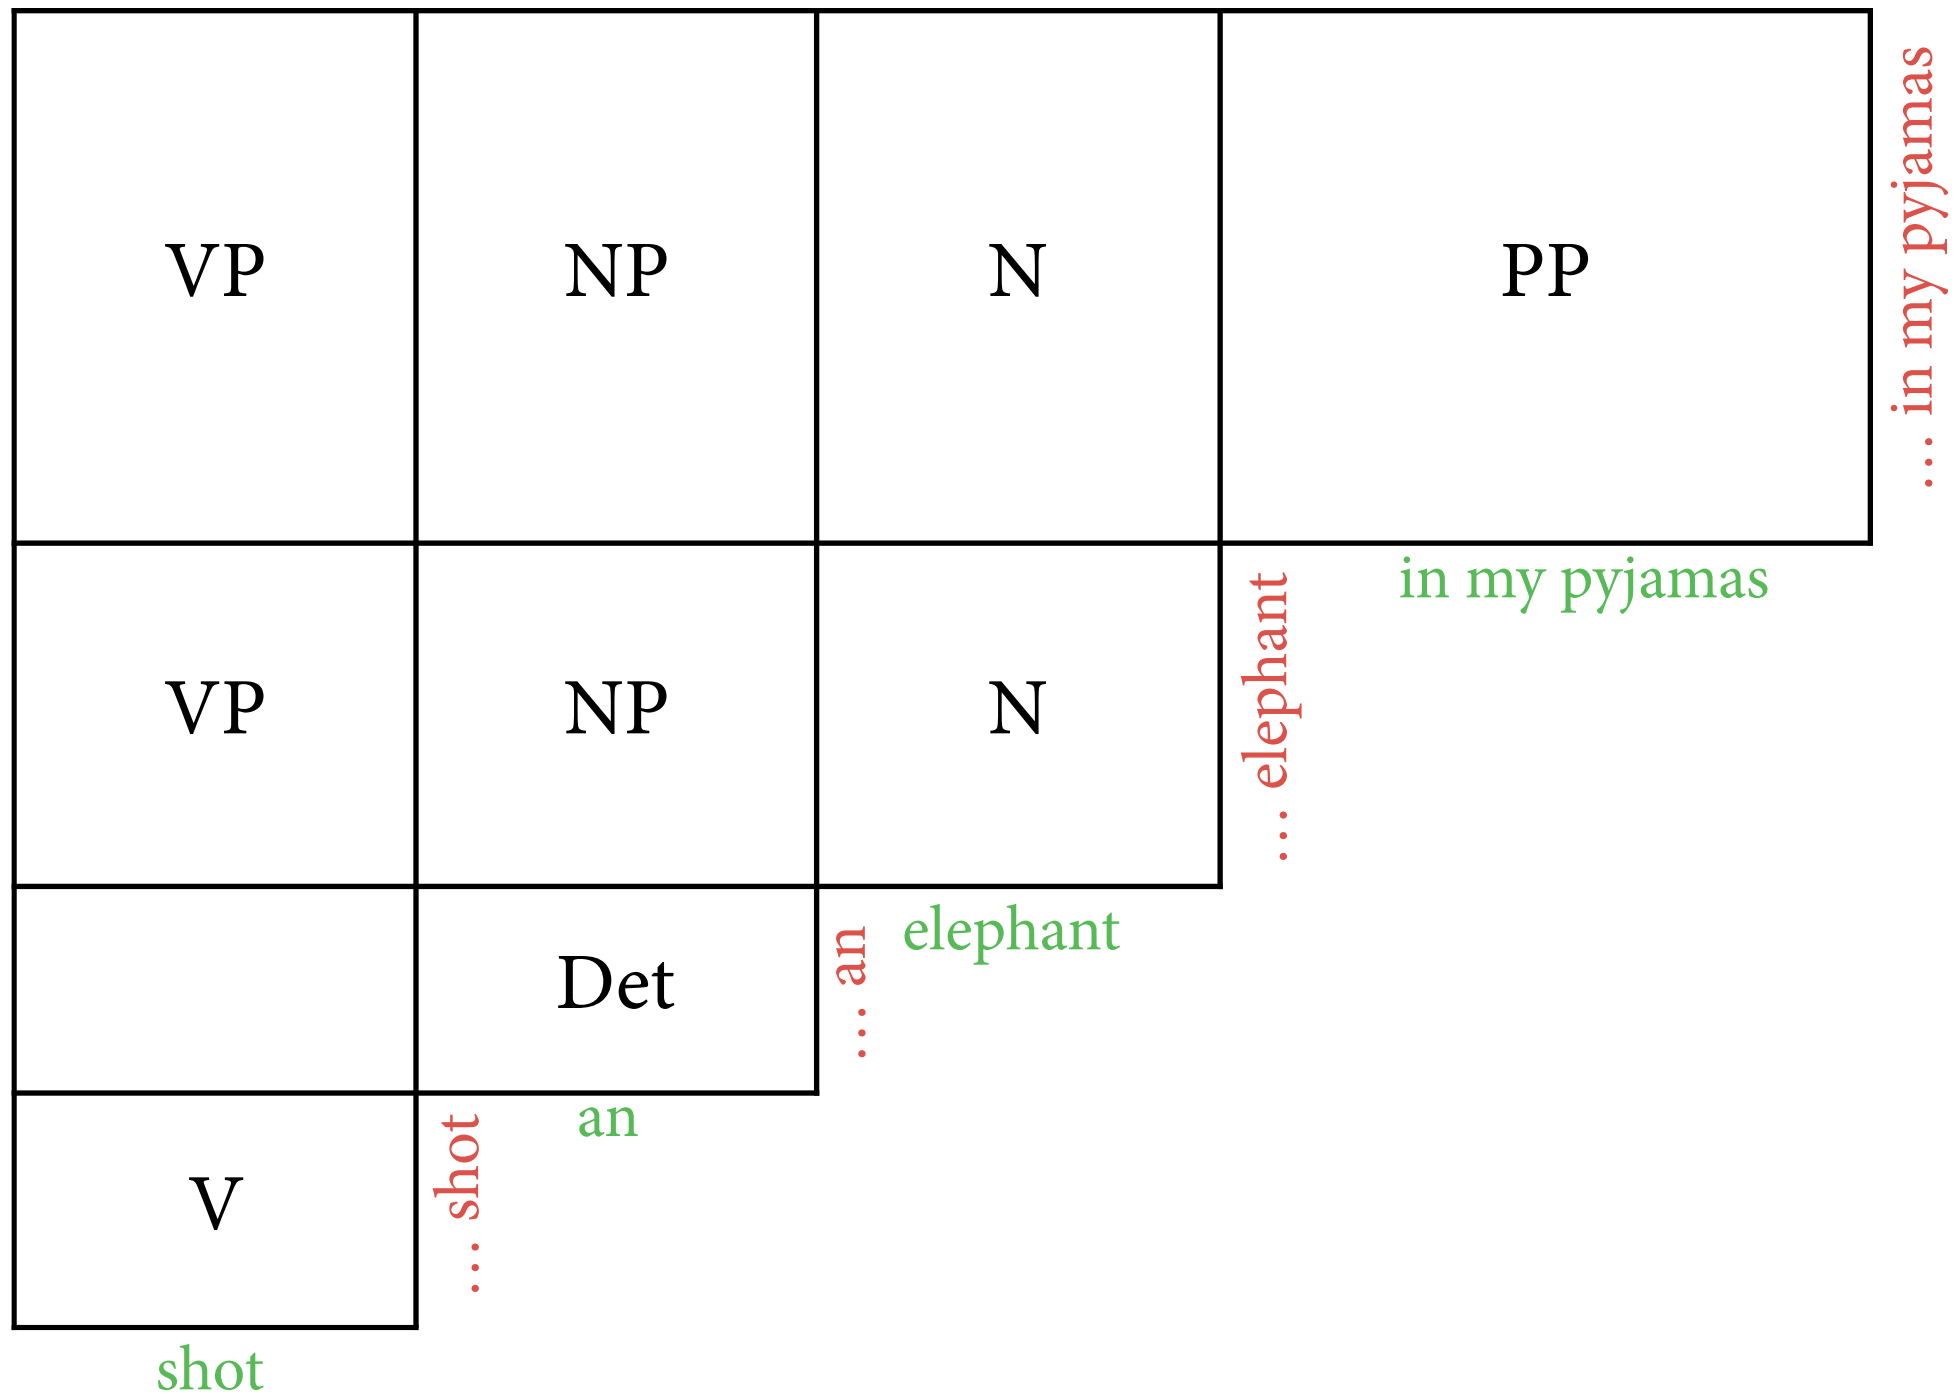 VP
NP
N
PP
… in my pyjamas
in my pyjamas
VP
NP
N
… elephant
elephant
Det
… an
an
V
… shot
shot